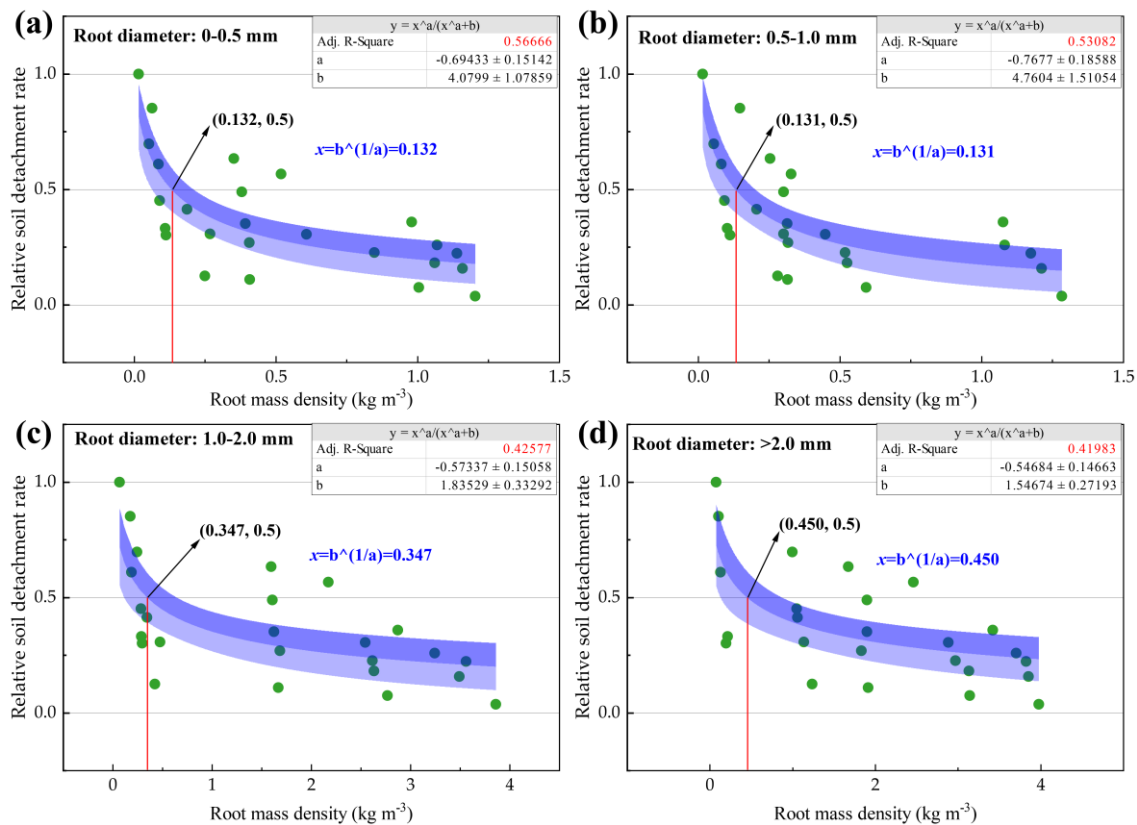 (a)
Root diameter: 0-0.5 mm
y = x^a/(x^a+b)
Adj. R-Square 0.56666
a -0.69433 ± 0.15142
b 4.0799 ± 1.07859
(0.132, 0.5)
x=b^(1/a)=0.132
Relative soil detachment rate
1.0
0.5
0.0
0.0 0.5 1.0 1.5
Root mass density (kg m-3)
(b)
Root diameter: 0.5-1.0 mm
y = x^a/(x^a+b)
Adj. R-Square 0.53082
a -0.7677 ± 0.18588
b 4.7604 ± 1.51054
(0.131, 0.5)
x=b^(1/a)=0.131
Relative soil detachment rate
1.0
0.5
0.0
0.0 0.5 1.0 1.5
Root mass density (kg m-3)
(c)
Root diameter: 1.0-2.0 mm
y = x^a/(x^a+b)
Adj. R-Square 0.42577
a -0.57337 ± 0.15058
b 1.83529 ± 0.33292
(0.347, 0.5)
x=b^(1/a)=0.347
Relative soil detachment rate
1.0
0.5
0.0
0 1 2 3 4
Root mass density (kg m-3)
(d)
Root diameter: >2.0 mm
y = x^a/(x^a+b)
Adj. R-Square 0.41983
a -0.54684 ± 0.14663
b 1.54674 ± 0.27193
(0.450, 0.5)
x=b^(1/a)=0.450
Relative soil detachment rate
1.0
0.5
0.0
0 2 4
Root mass density (kg m-3)